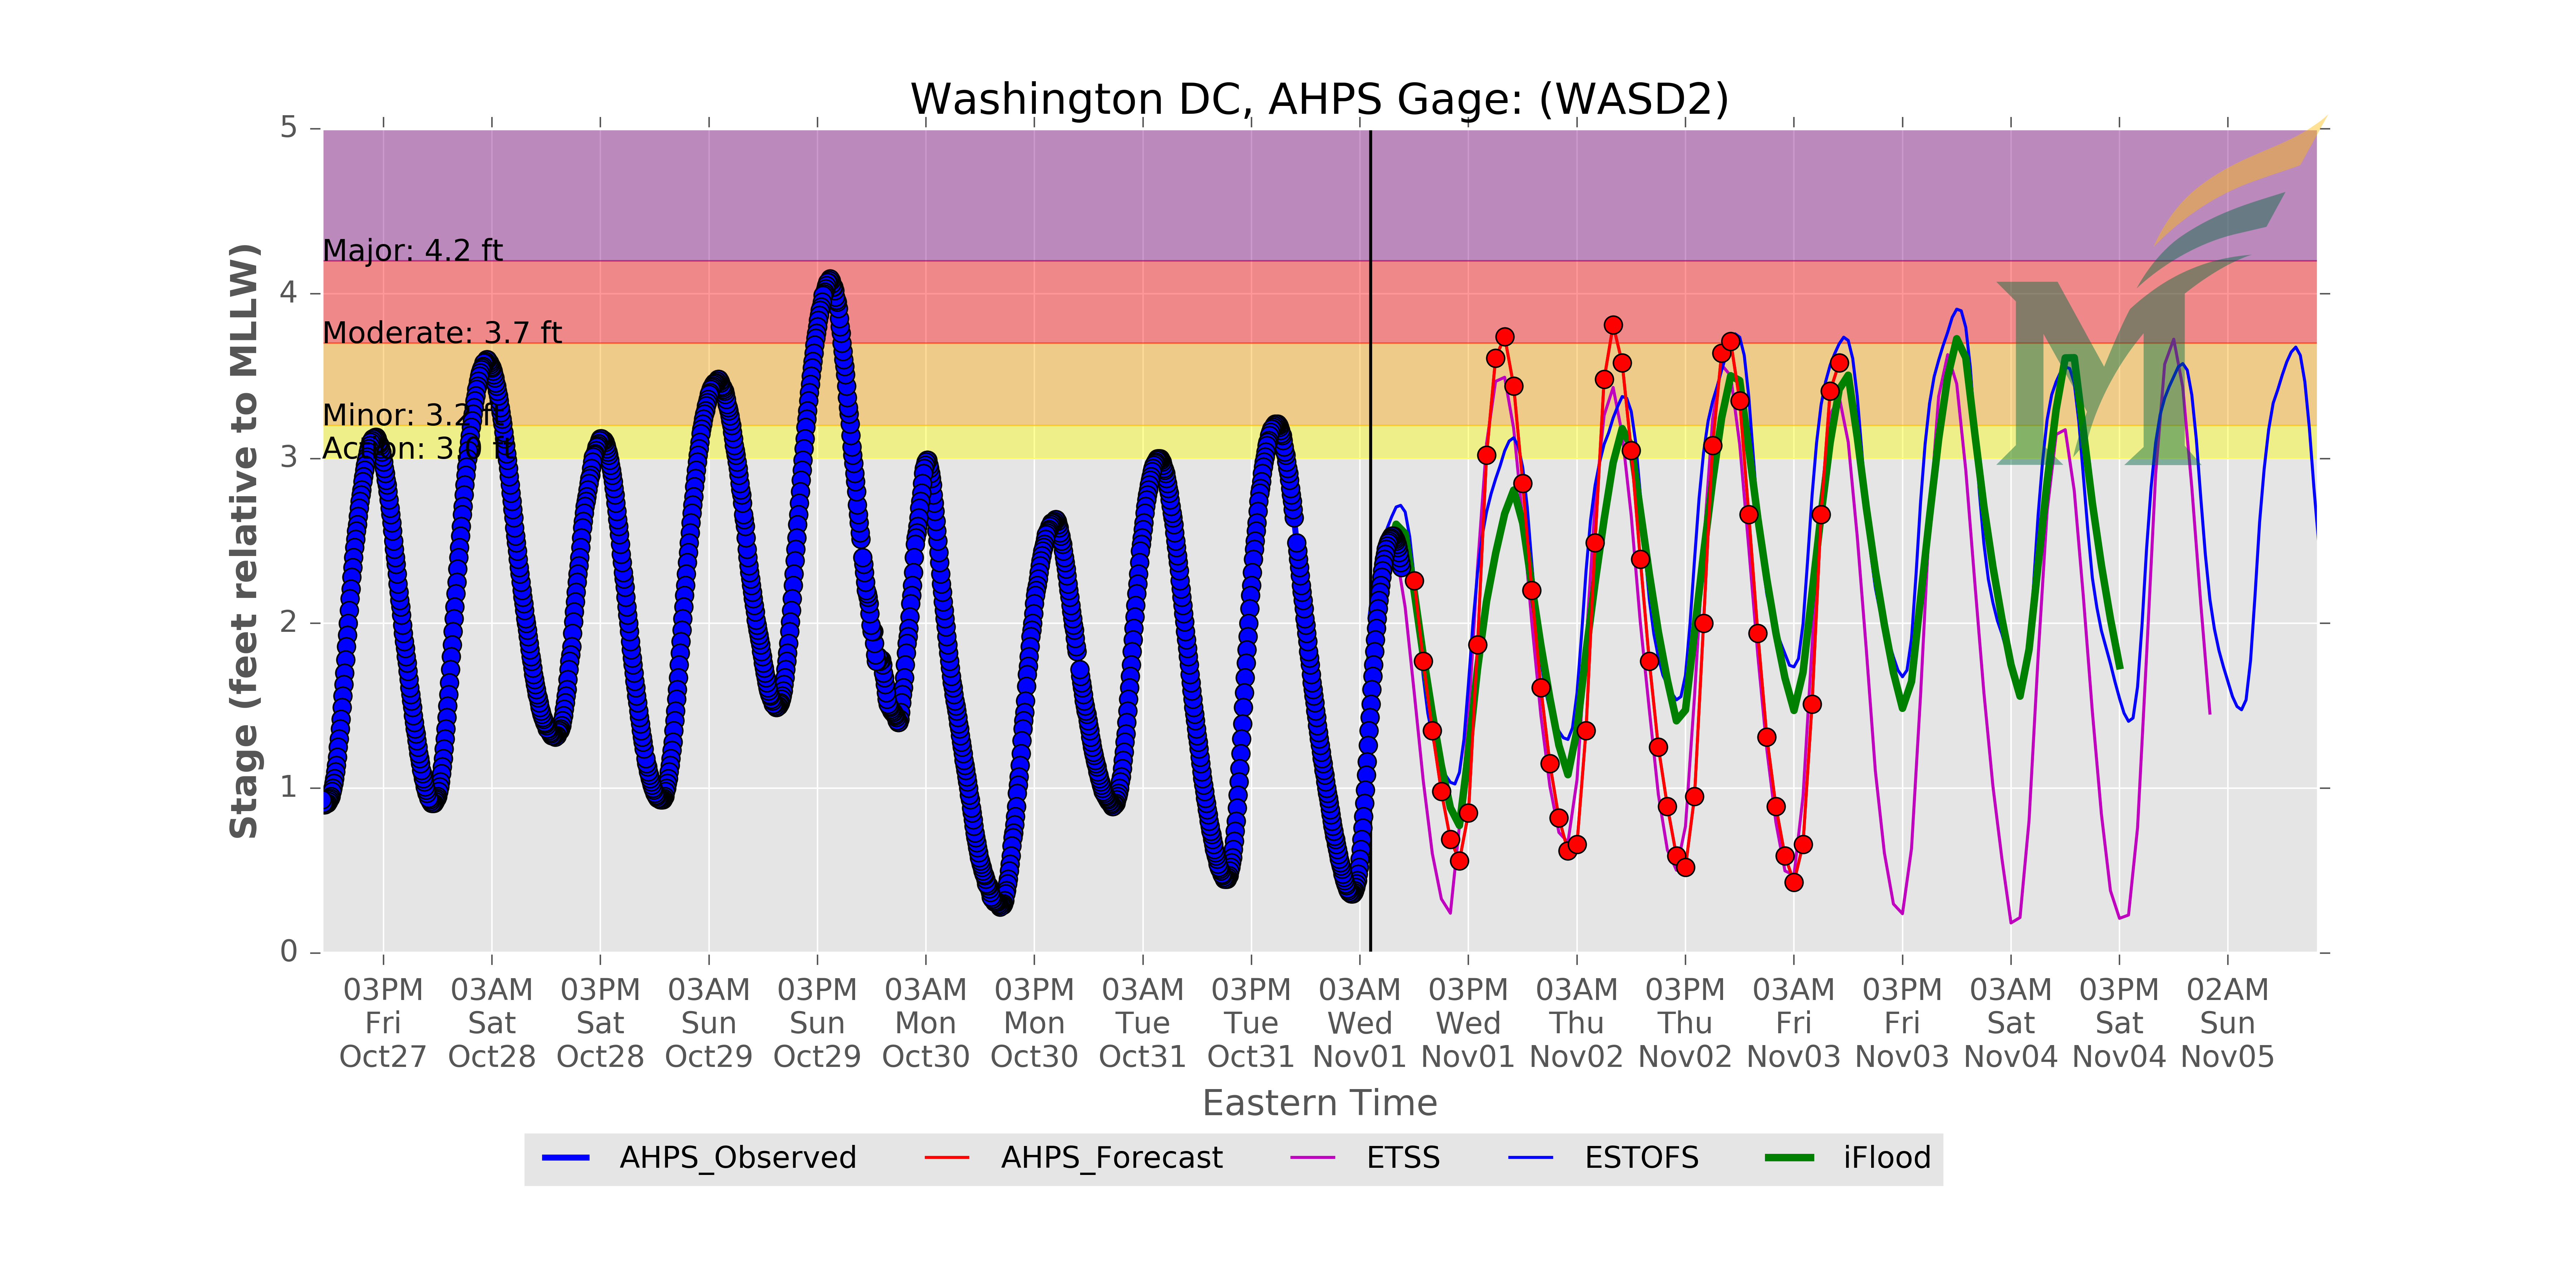 Washington DC, AHPS Gage: (WASD2)
Stage (feet relative to MLLW)
5
4
3
2
1
0
Major: 4.2 ft
Moderate: 3.7 ft
Minor: 3.2 ft
Action: 3.0 ft
03PM 03AM 03PM 03AM 03PM 03AM 03PM 03AM 03PM 03AM 03PM 03AM 03PM 03AM 03PM 03AM 03PM 02AM
Fri Sat Sat Sun Sun Mon Mon Tue Tue Wed Wed Thu Thu Fri Fri Sat Sat Sun
Oct27 Oct28 Oct28 Oct29 Oct29 Oct30 Oct30 Oct31 Oct31 Nov01 Nov01 Nov02 Nov02 Nov03 Nov03 Nov04 Nov04 Nov05
Eastern Time
AHPS_Observed AHPS_Forecast ETSS ESTOFS iFlood